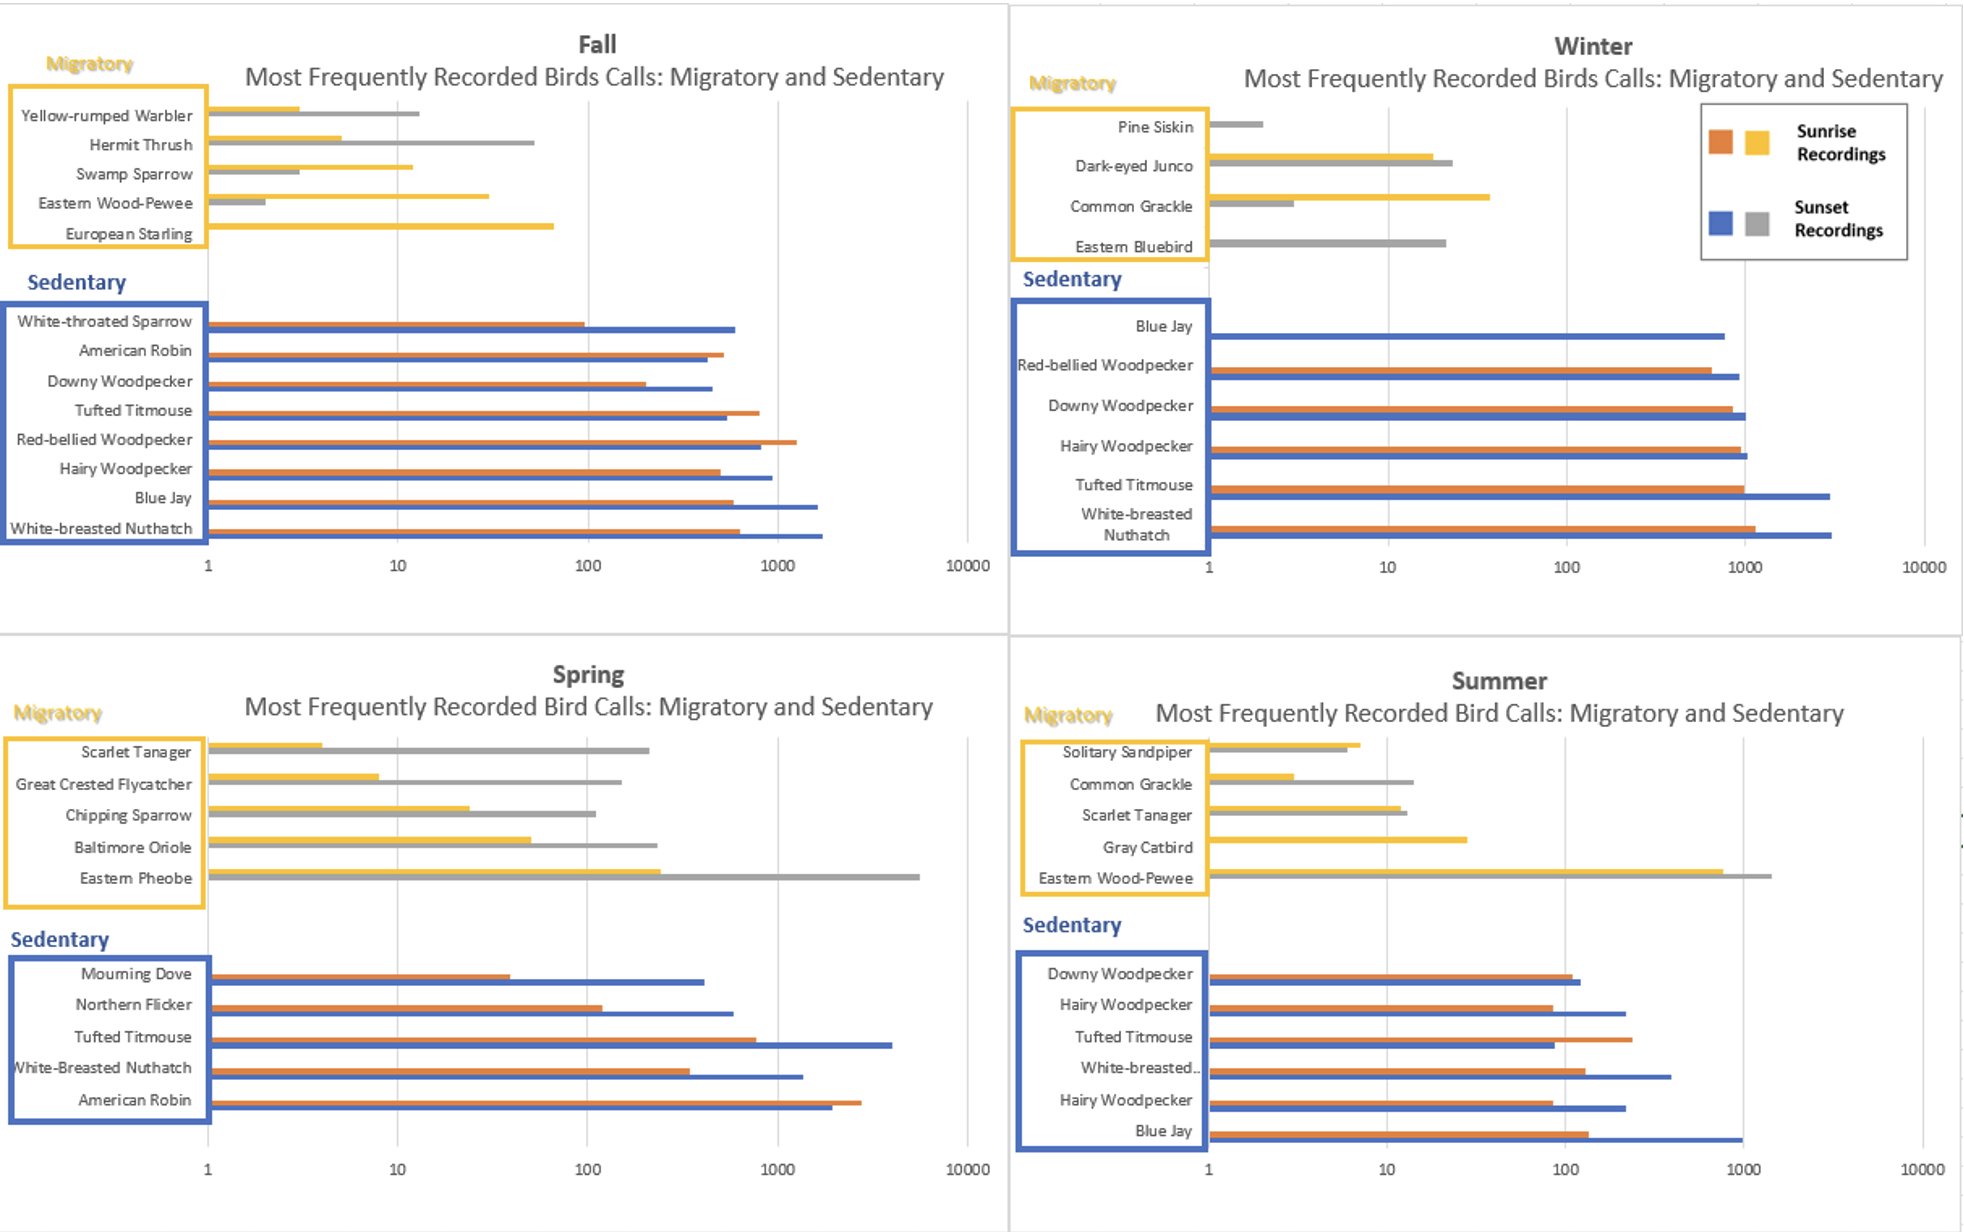 Fall
Most Frequently Recorded Birds Calls: Migratory and Sedentary
Migratory
Yellow-rumped Warbler
Hermit Thrush
Swamp Sparrow
Eastern Wood-Pewee
European Starling
Sedentary
White-throated Sparrow
American Robin
Downy Woodpecker
Tufted Titmouse
Red-bellied Woodpecker
Hairy Woodpecker
Blue Jay
White-breasted Nuthatch
1 10 100 1000 10000
Winter
Most Frequently Recorded Birds Calls: Migratory and Sedentary
Migratory
Pine Siskin
Dark-eyed Junco
Common Grackle
Eastern Bluebird
Sunrise
Recordings
Sunset
Recordings
Sedentary
Blue Jay
Red-bellied Woodpecker
Downy Woodpecker
Hairy Woodpecker
Tufted Titmouse
White-breasted
Nuthatch
1 10 100 1000 10000
Spring
Most Frequently Recorded Bird Calls: Migratory and Sedentary
Migratory
Scarlet Tanager
Great Crested Flycatcher
Chipping Sparrow
Baltimore Oriole
Eastern Pheobe
Sedentary
Mourning Dove
Northern Flicker
Tufted Titmouse
White-Breasted Nuthatch
American Robin
1 10 100 1000 10000
Summer
Most Frequently Recorded Bird Calls: Migratory and Sedentary
Migratory
Solitary Sandpiper
Common Grackle
Scarlet Tanager
Gray Catbird
Eastern Wood-Pewee
Sedentary
Downy Woodpecker
Hairy Woodpecker
Tufted Titmouse
White-breasted..
Hairy Woodpecker
Blue Jay
1 10 100 1000 10000